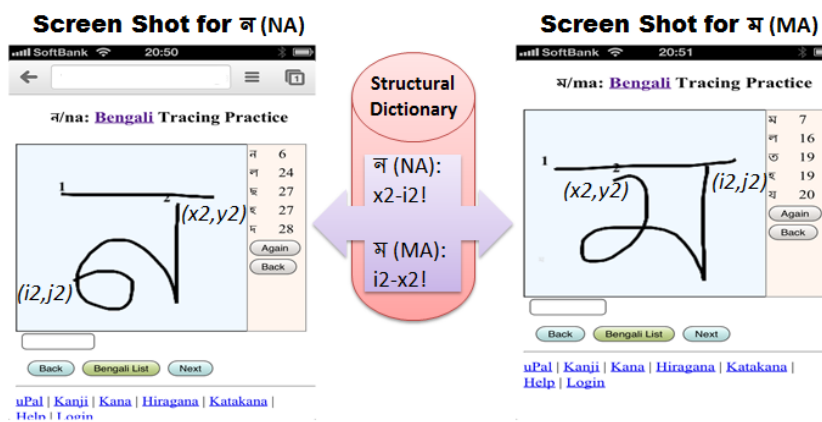 Screen Shot for ন (NA)
SoftBank 20:50
1
ন/na: Bengali Tracing Practice
ন 6
ল 24
ছ 27
হ 27
দ 28
Again
Back
1
2
(x2,y2)
(i2,j2)
Back Bengali List Next
uPal | Kanji | Kana | Hiragana | Katakana |
Help | Login
Structural
Dictionary
ন (NA):
x2-i2!
ম (MA):
i2-x2!
Screen Shot for ম (MA)
SoftBank 20:51
ম/ma: Bengali Tracing Practice
ম 7
ল 16
ত 19
হ 19
য 20
Again
Back
1
2
(x2,y2)
(i2,j2)
ম
Back Bengali List Next
uPal | Kanji | Kana | Hiragana | Katakana |
Help | Login